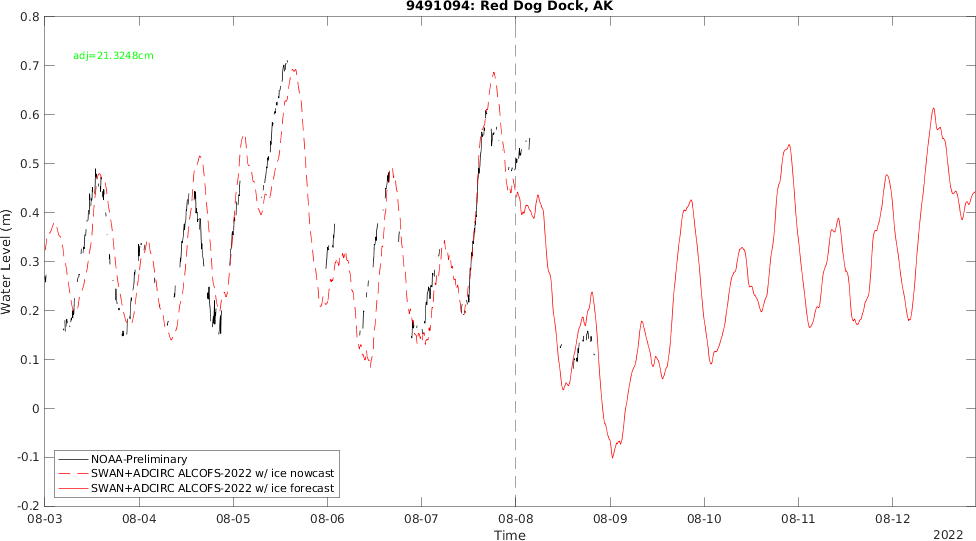 9491094: Red Dog Dock, AK
adj=21.3248cm
Water Level (m)
0.8
0.7
0.6
0.5
0.4
0.3
0.2
0.1
0
-0.1
-0.2
NOAA-Preliminary
SWAN+ADCIRC ALCOFS-2022 w/ ice nowcast
SWAN+ADCIRC ALCOFS-2022 w/ ice forecast
08-03 08-04 08-05 08-06 08-07 08-08 08-09 08-10 08-11 08-12
Time
2022